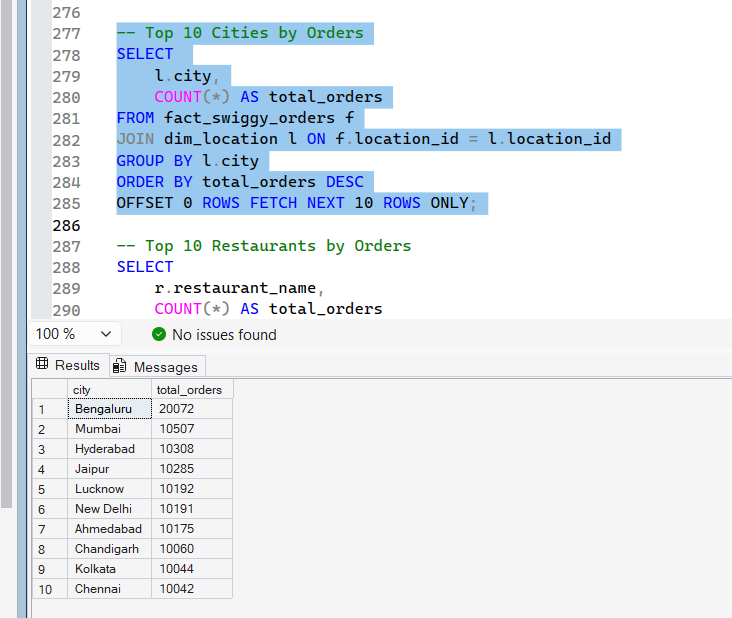 276
277 -- Top 10 Cities by Orders
278 SELECT
279 l.city,
280 COUNT(*) AS total_orders
281 FROM fact_swiggy_orders f
282 JOIN dim_location l ON f.location_id = l.location_id
283 GROUP BY l.city
284 ORDER BY total_orders DESC
285 OFFSET 0 ROWS FETCH NEXT 10 ROWS ONLY;
286
287 -- Top 10 Restaurants by Orders
288 SELECT
289 r.restaurant_name,
290 COUNT(*) AS total_orders
100 % No issues found
Results Messages
city total_orders
1 Bengaluru 20072
2 Mumbai 10507
3 Hyderabad 10308
4 Jaipur 10285
5 Lucknow 10192
6 New Delhi 10191
7 Ahmedabad 10175
8 Chandigarh 10060
9 Kolkata 10044
10 Chennai 10042